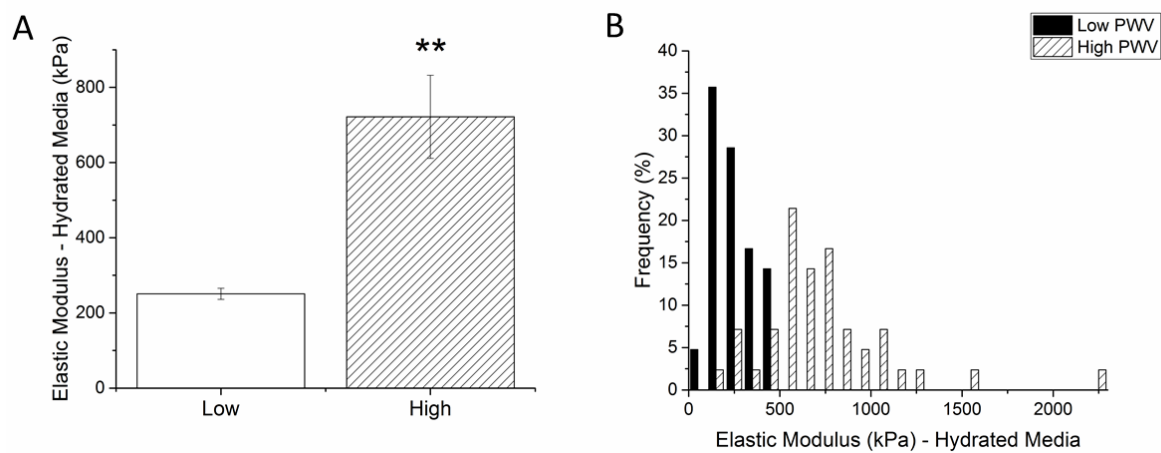 A
Elastic Modulus - Hydrated Media (kPa)
800
600
400
200
0
**
Low
High
B
Low PWV
High PWV
Frequency (%)
40
35
30
25
20
15
10
5
0
0
500
1000
1500
2000
Elastic Modulus (kPa) - Hydrated Media